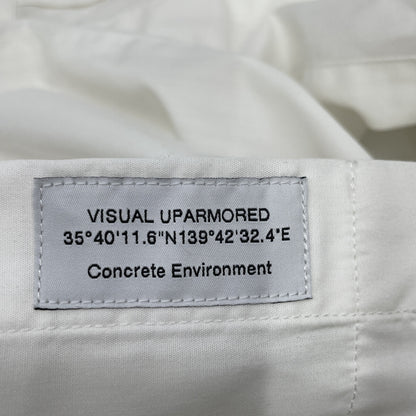 VISUAL UPARMORED
35°40'11.6"N139°42'32.4"E
Concrete Environment